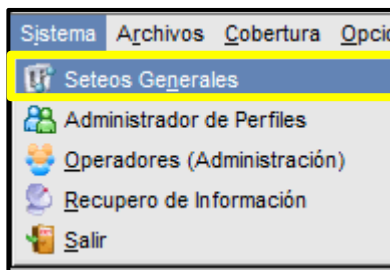 Sistema Archivos Cobertura
Seteos Generales
Administrador de Perfiles
Operadores (Administración)
Recupero de Información
Salir